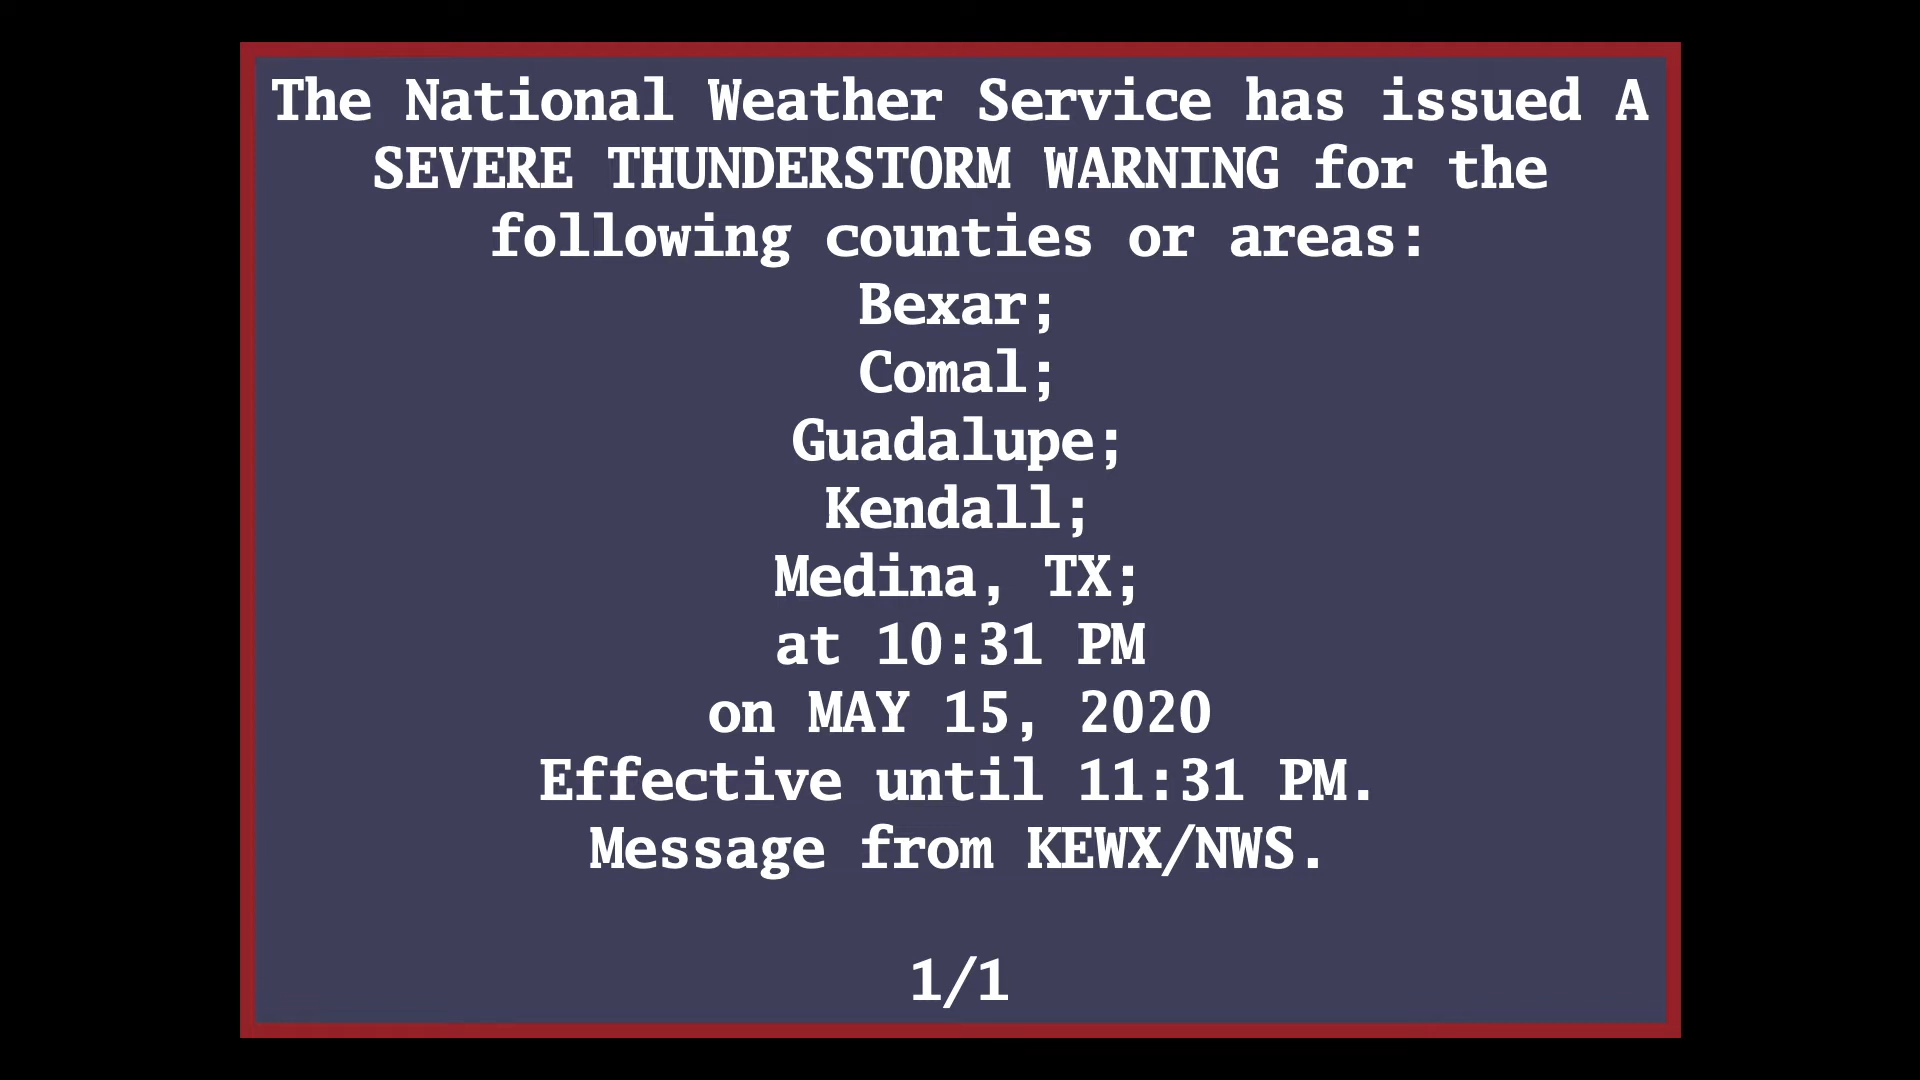 The National Weather Service has issued A
SEVERE THUNDERSTORM WARNING for the
following counties or areas:
Bexar;
Comal;
Guadalupe;
Kendall;
Medina, TX;
at 10:31 PM
on MAY 15, 2020
Effective until 11:31 PM.
Message from KEWX/NWS.
1/1